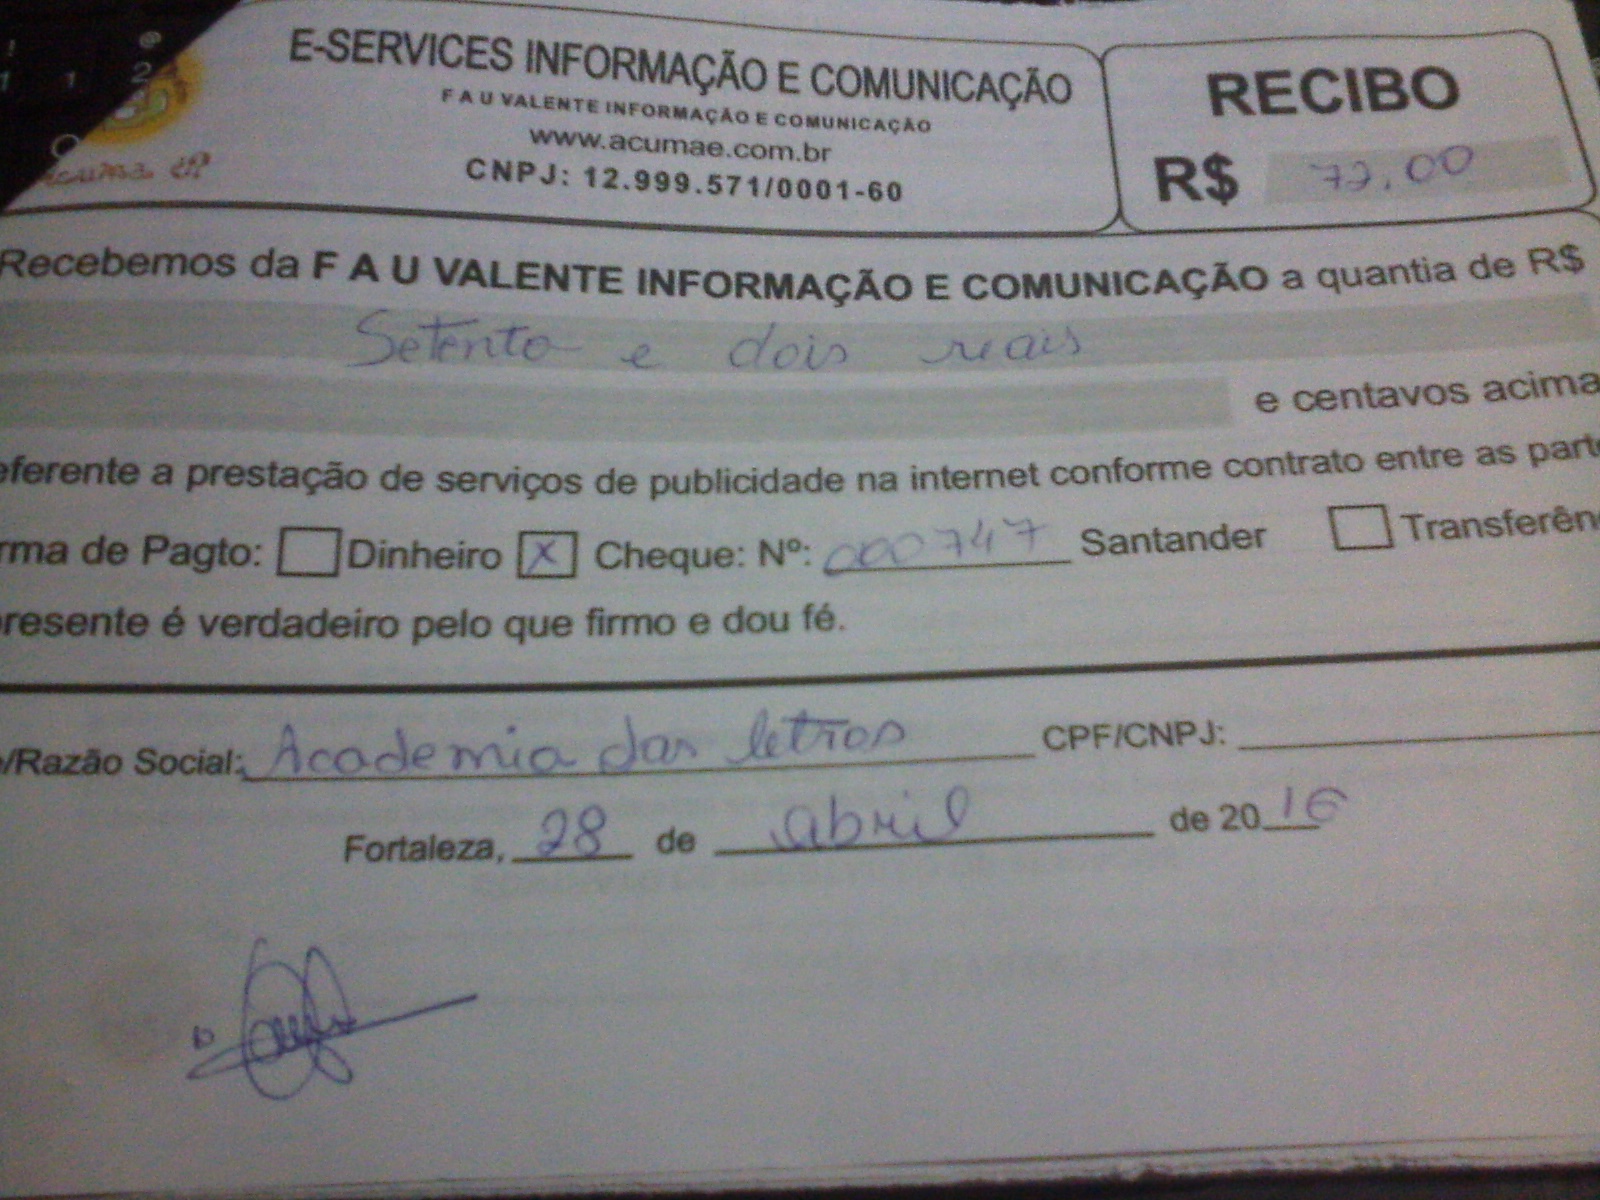 E-SERVICES INFORMAÇÃO E COMUNICAÇÃO
F A U VALENTE INFORMAÇÃO E COMUNICAÇÃO
www.acumae.com.br
CNPJ: 12.999.571/0001-60
RECIBO
R$ 72,00
Recebemos da F A U VALENTE INFORMAÇÃO E COMUNICAÇÃO a quantia de R$
Setenta e dois reais
e centavos acima
eferente a prestação de serviços de publicidade na internet conforme contrato entre as parte
rma de Pagto: Dinheiro X Cheque: Nº: 000747 Santander Transferên
presente é verdadeiro pelo que firmo e dou fé.
/Razão Social: Academia das letras CPF/CNPJ:
Fortaleza, 28 de abril de 2016